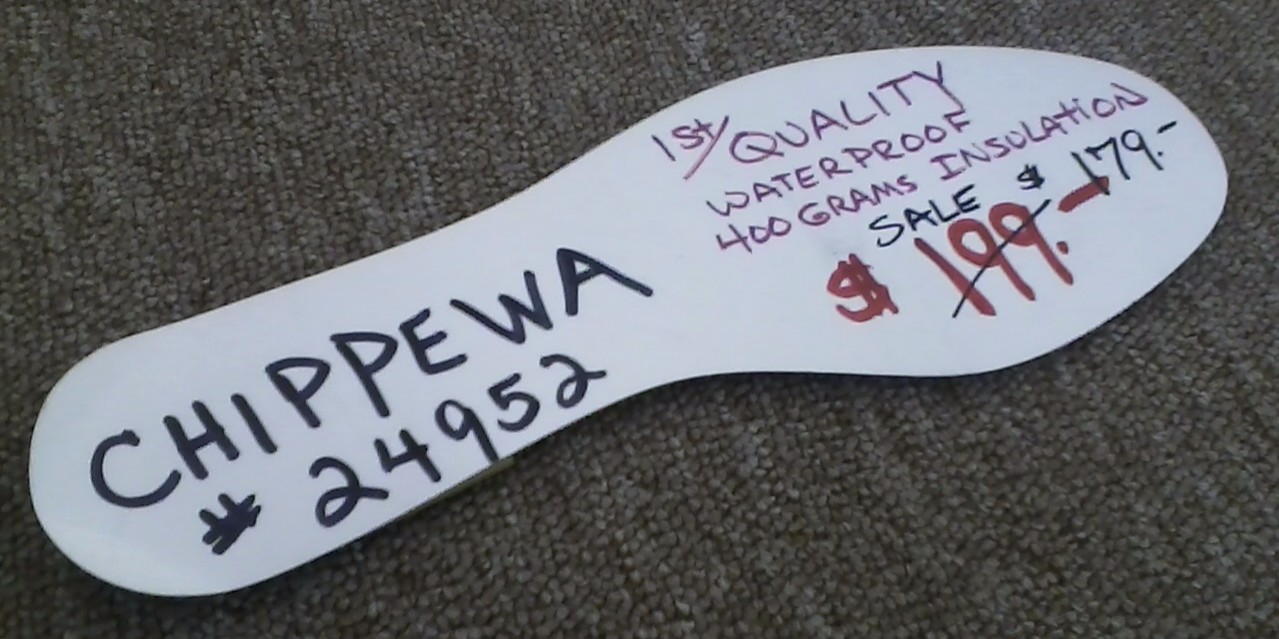 1st/ QUALITY
WATERPROOF
400 GRAMS INSULATION
SALE $ 179.-
$ 199.-
CHIPPEWA
# 24952